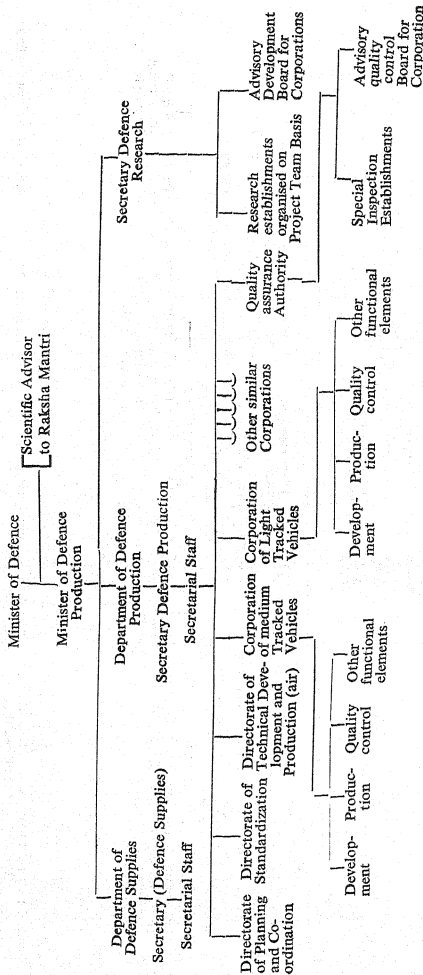 Minister of Defence
Scientific Advisor
to Raksha Mantri
Minister of Defence
Production
Department of
Defence Supplies
Secretary (Defence Supplies)
Secretarial Staff
Department of Defence
Production
Secretary Defence Production
Secretarial Staff
Secretary Defence
Research
Directorate
of Planning
and Co-
ordination
Directorate of
Standardization
Directorate of
Technical Deve-
lopment and
Production (air)
Corporation
of medium
Tracked
Vehicles
Corporation
of Light
Tracked
Vehicles
Other similar
Corporations
Quality
assurance
Authority
Research
establishments
organised on
Project Team Basis
Advisory
Development
Board for
Corporations
Develop-
ment
Produc-
tion
Quality
control
Other
functional
elements
Develop-
ment
Produc-
tion
Quality
control
Other
functional
elements
Special
Inspection
Establishments
Advisory
quality
control
Board for
Corporation